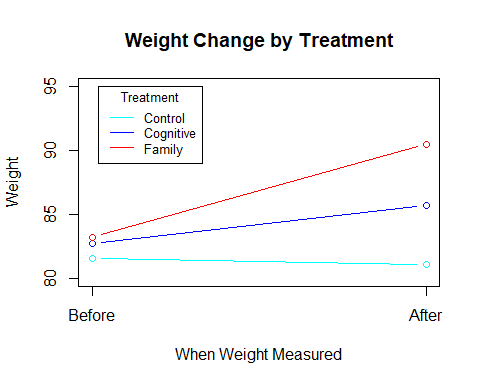 Weight Change by Treatment
Weight
95
90
85
80
Treatment
Control
Cognitive
Family
Before
After
When Weight Measured